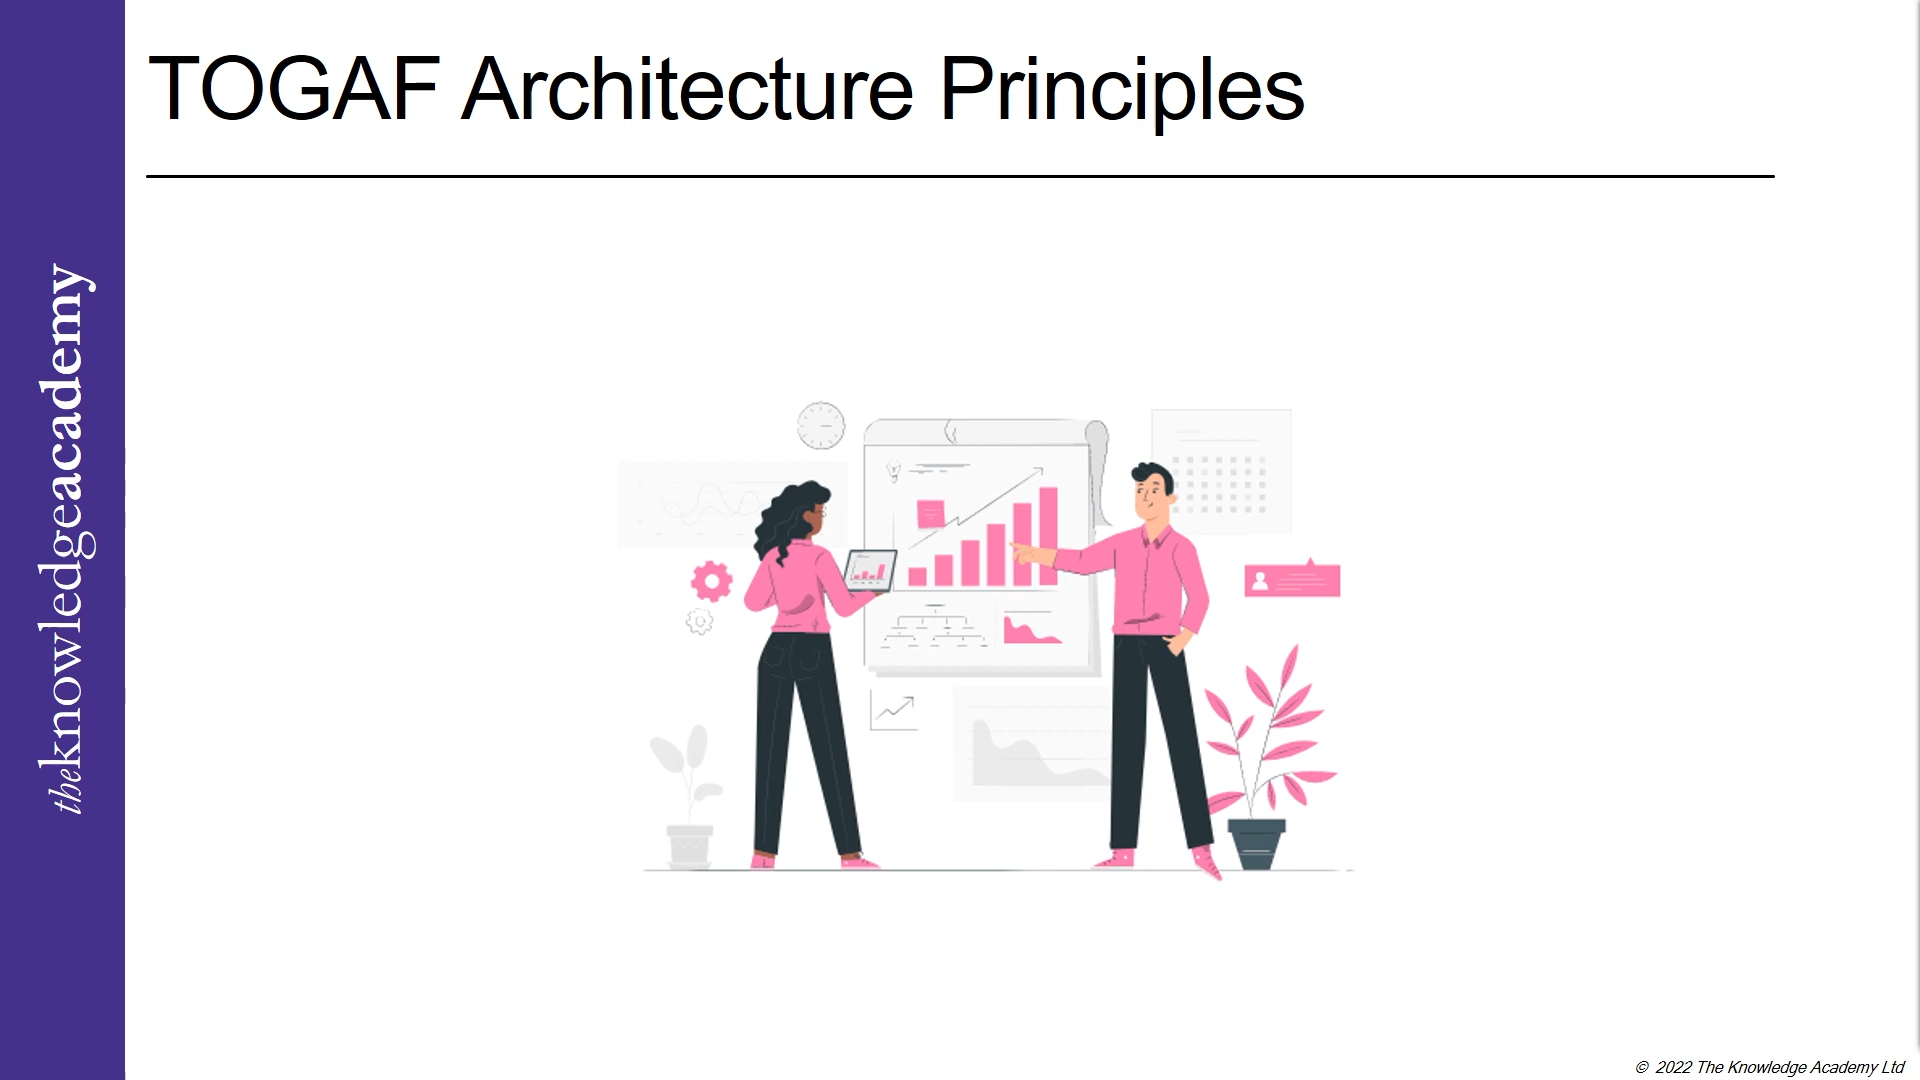 TOGAF Architecture Principles
theknowledgeacademy
© 2022 The Knowledge Academy Ltd